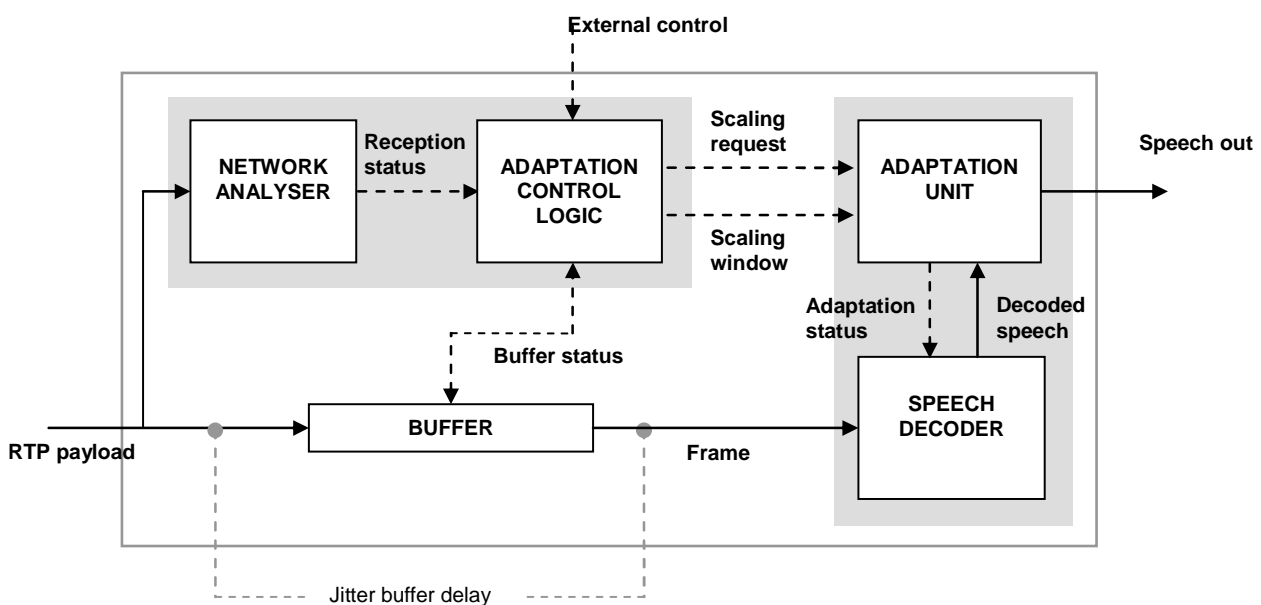 External control
NETWORK
ANALYSER
Reception
status
ADAPTATION
CONTROL
LOGIC
Scaling
request
Scaling
window
ADAPTATION
UNIT
Speech out
Adaptation
status
Decoded
speech
Buffer status
RTP payload
BUFFER
Frame
SPEECH
DECODER
Jitter buffer delay